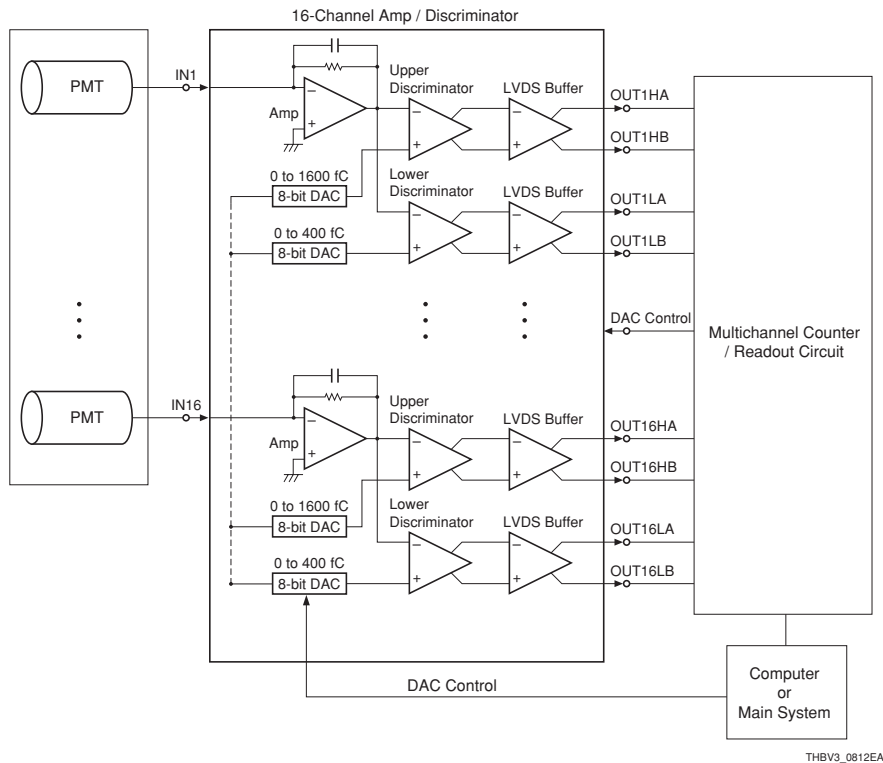 16-Channel Amp / Discriminator
PMT
IN1
Amp
−
+
Upper
Discriminator
−
+
LVDS Buffer
OUT1HA
OUT1HB
0 to 1600 fC
8-bit DAC
Lower
Discriminator
−
+
LVDS Buffer
OUT1LA
OUT1LB
0 to 400 fC
8-bit DAC
DAC Control
Multichannel Counter
/ Readout Circuit
PMT
IN16
Amp
−
+
Upper
Discriminator
−
+
LVDS Buffer
OUT16HA
OUT16HB
0 to 1600 fC
8-bit DAC
Lower
Discriminator
−
+
LVDS Buffer
OUT16LA
OUT16LB
0 to 400 fC
8-bit DAC
DAC Control
Computer
or
Main System
THBV3_0812EA